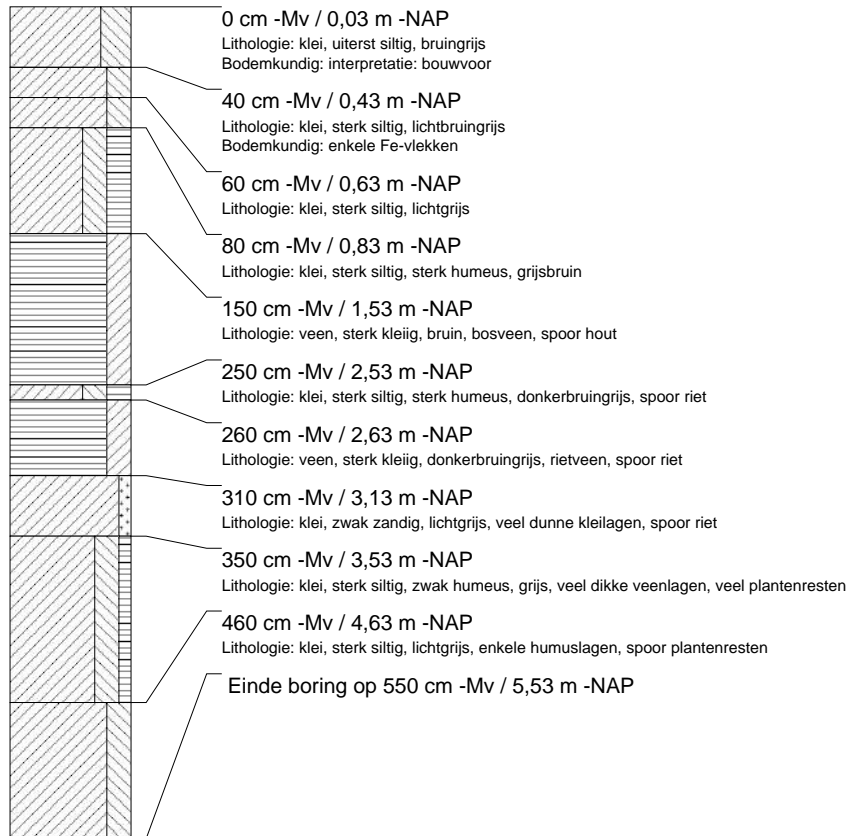 0 cm -Mv / 0,03 m -NAP
Lithologie: klei, uiterst siltig, bruingrijs
Bodemkundig: interpretatie: bouwvoor
40 cm -Mv / 0,43 m -NAP
Lithologie: klei, sterk siltig, lichtbruingrijs
Bodemkundig: enkele Fe-vlekken
60 cm -Mv / 0,63 m -NAP
Lithologie: klei, sterk siltig, lichtgrijs
80 cm -Mv / 0,83 m -NAP
Lithologie: klei, sterk siltig, sterk humeus, grijsbruin
150 cm -Mv / 1,53 m -NAP
Lithologie: veen, sterk kleiig, bruin, bosveen, spoor hout
250 cm -Mv / 2,53 m -NAP
Lithologie: klei, sterk siltig, sterk humeus, donkerbruingrijs, spoor riet
260 cm -Mv / 2,63 m -NAP
Lithologie: veen, sterk kleiig, donkerbruingrijs, rietveen, spoor riet
310 cm -Mv / 3,13 m -NAP
Lithologie: klei, zwak zandig, lichtgrijs, veel dunne kleilagen, spoor riet
350 cm -Mv / 3,53 m -NAP
Lithologie: klei, sterk siltig, zwak humeus, grijs, veel dikke veenlagen, veel plantenresten
460 cm -Mv / 4,63 m -NAP
Lithologie: klei, sterk siltig, lichtgrijs, enkele humuslagen, spoor plantenresten
Einde boring op 550 cm -Mv / 5,53 m -NAP